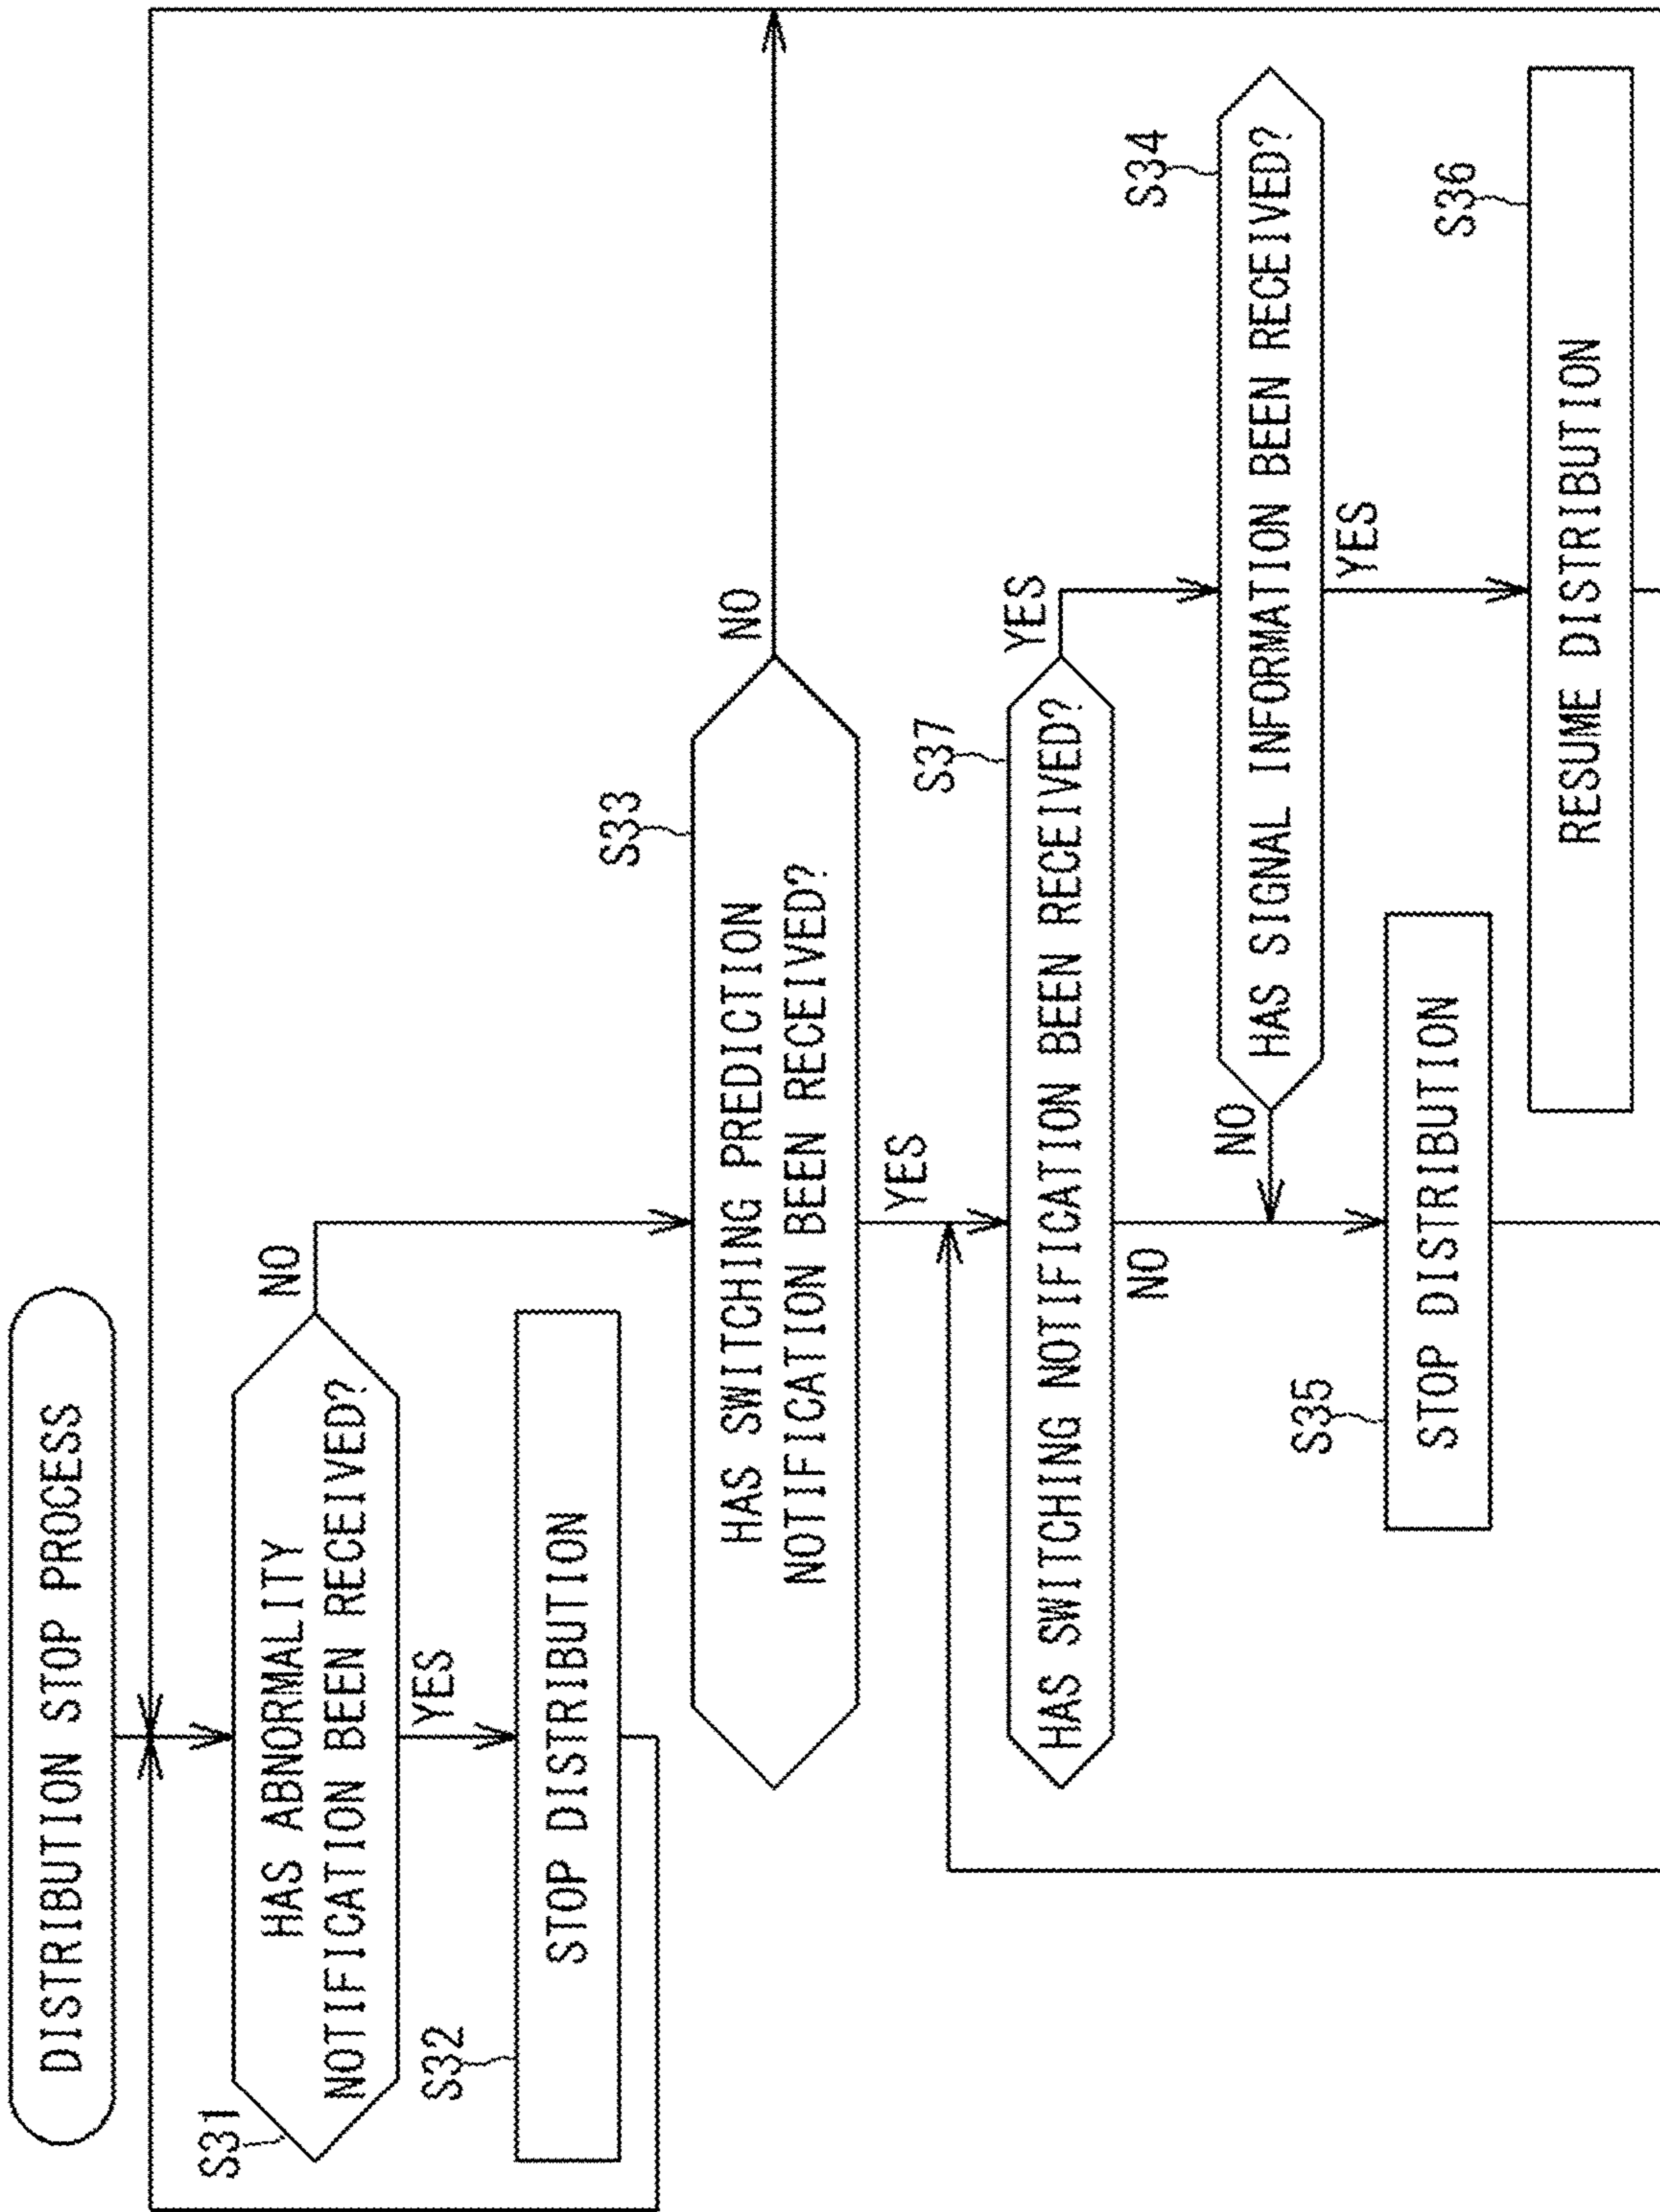 DISTRIBUTION STOP PROCESS
S31
HAS ABNORMALITY
NOTIFICATION BEEN RECEIVED?
NO
YES
S32
STOP DISTRIBUTION
S33
HAS SWITCHING PREDICTION
NOTIFICATION BEEN RECEIVED?
NO
YES
S37
HAS SWITCHING NOTIFICATION BEEN RECEIVED?
YES
NO
S34
HAS SIGNAL INFORMATION BEEN RECEIVED?
NO
YES
S35
STOP DISTRIBUTION
S36
RESUME DISTRIBUTION